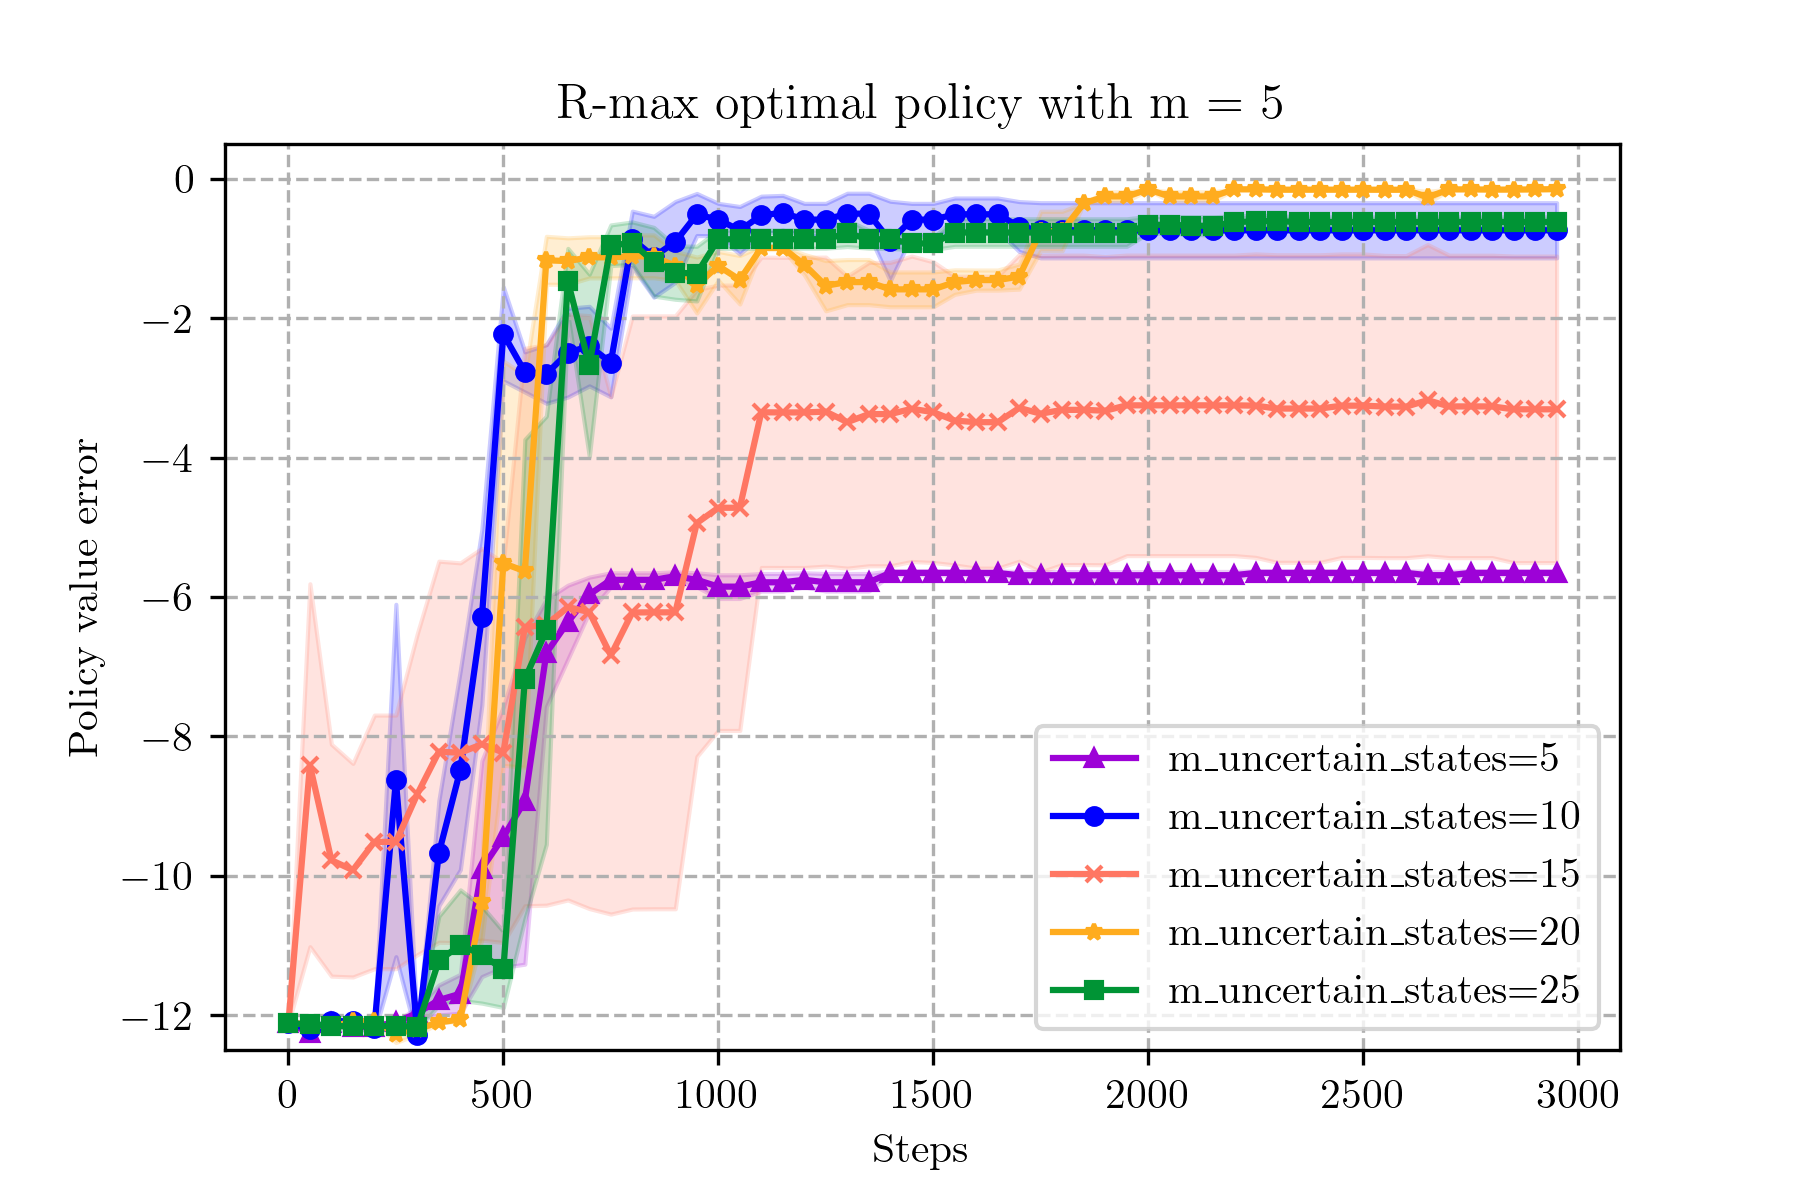 R-max optimal policy with m = 5
Policy value error
0
−2
−4
−6
−8
−10
−12
m_uncertain_states=5
m_uncertain_states=10
m_uncertain_states=15
m_uncertain_states=20
m_uncertain_states=25
0 500 1000 1500 2000 2500 3000
Steps